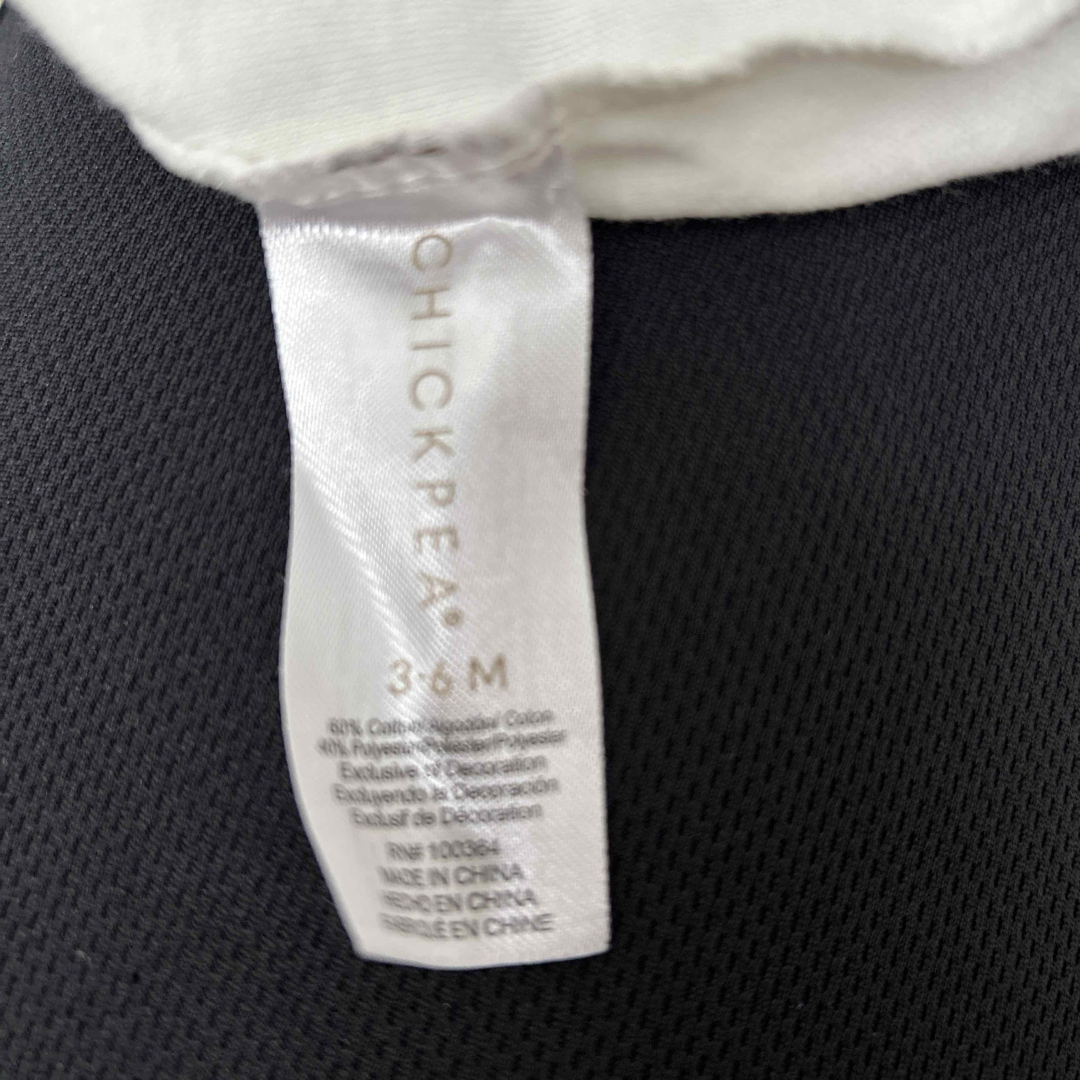 CHICKPEA®
3-6 M
60% Cotton/Algodón/ Coton
40% Polyester/Poliéster/Polyester
Exclusive of Decoration
Excluyendo la Decoración
Exclusif de Décoration
RN# 100364
MADE IN CHINA
HECHO EN CHINA
FABRIQUÉ EN CHINE